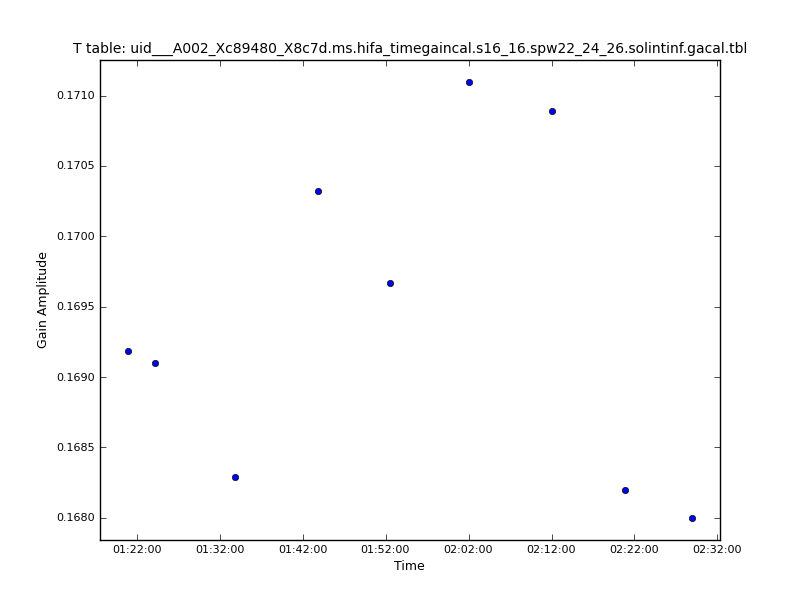 T table: uid___A002_Xc89480_X8c7d.ms.hifa_timegaincal.s16_16.spw22_24_26.solintinf.gacal.tbl
0.1710
0.1705
0.1700
0.1695
0.1690
0.1685
0.1680
Gain Amplitude
01:22:00 01:32:00 01:42:00 01:52:00 02:02:00 02:12:00 02:22:00 02:32:00
Time